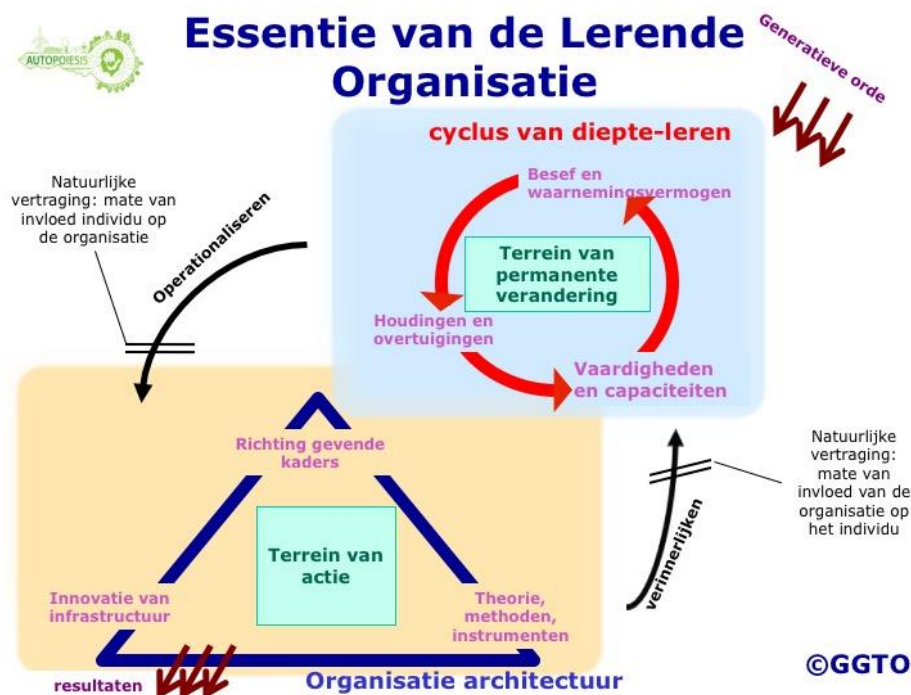 AUTOPOIESIS
Essentie van de Lerende
Organisatie
Generatieve orde
cyclus van diepte-leren
Besef en
waarnemingsvermogen
Natuurlijke
vertraging: mate van
invloed individu op
de organisatie
Operationaliseren
Terrein van
permanente
verandering
Houdingen en
overtuigingen
Vaardigheden
en capaciteiten
Richting gevende
kaders
Natuurlijke
vertraging:
mate van
invloed van de
organisatie op
het individu
verinnerlijken
Terrein van
actie
Innovatie van
infrastructuur
Theorie,
methoden,
instrumenten
resultaten
Organisatie architectuur
©GGTO